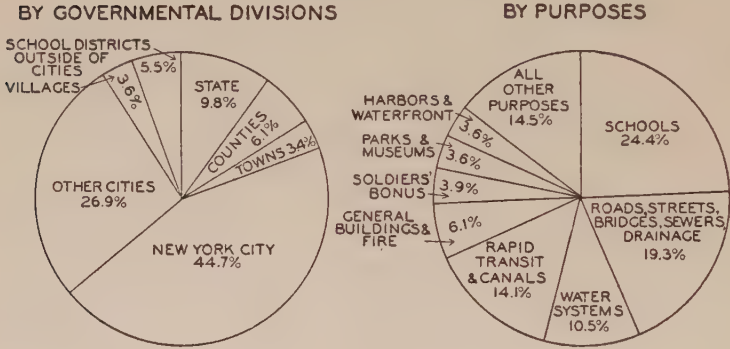 BY GOVERNMENTAL DIVISIONS
SCHOOL DISTRICTS
OUTSIDE OF
CITIES
5.5%
VILLAGES
3.6%
STATE
9.8%
COUNTIES
6.1%
TOWNS 3.4%
OTHER CITIES
26.9%
NEW YORK CITY
44.7%
BY PURPOSES
ALL
OTHER
PURPOSES
14.5%
HARBORS &
WATERFRONT
3.6%
PARKS &
MUSEUMS
3.6%
SOLDIERS'
BONUS
3.9%
GENERAL
BUILDINGS &
FIRE
6.1%
SCHOOLS
24.4%
ROADS, STREETS,
BRIDGES, SEWERS,
DRAINAGE
19.3%
RAPID
TRANSIT
& CANALS
14.1%
WATER
SYSTEMS
10.5%